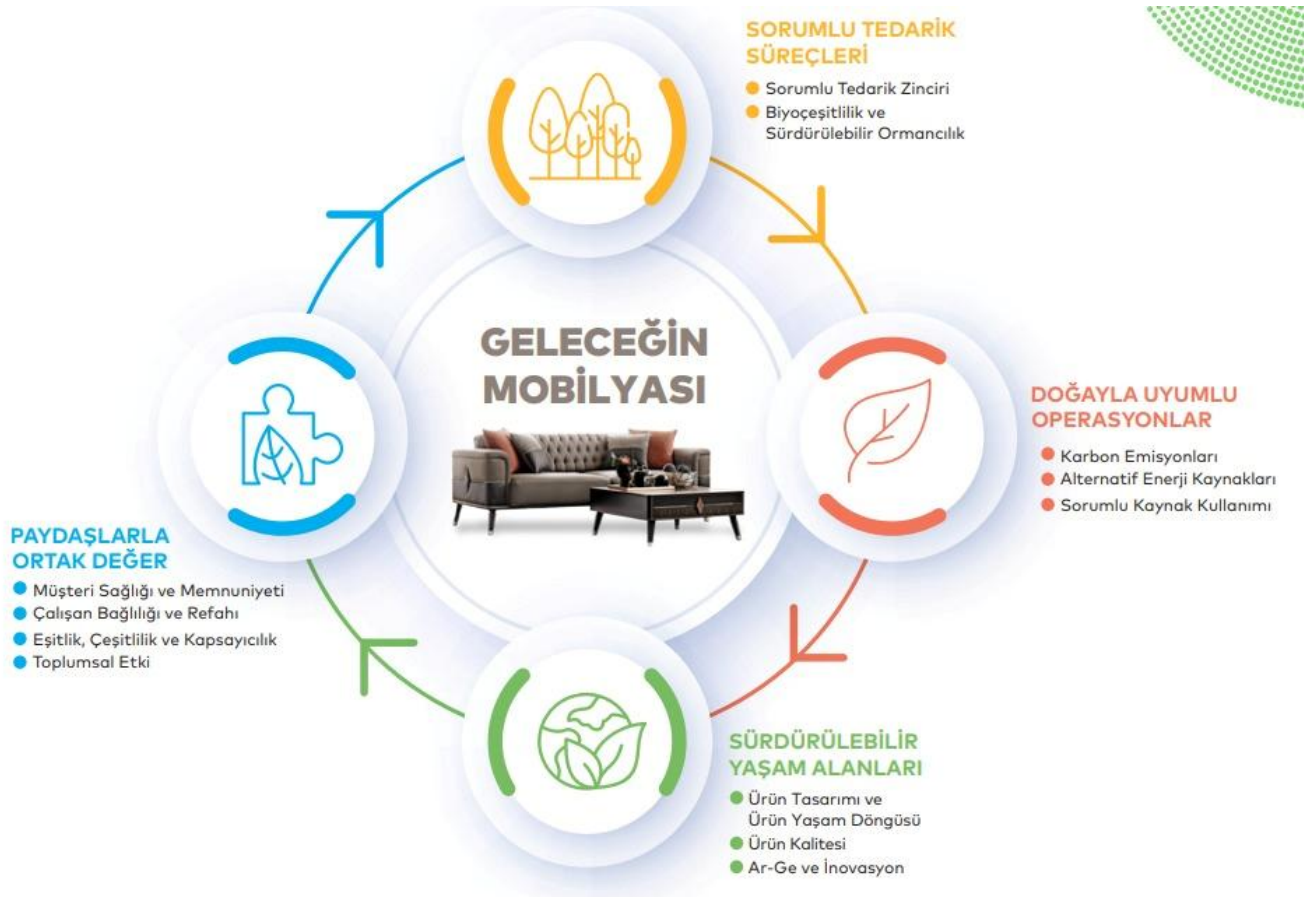 SORUMLU TEDARİK
SÜREÇLERİ
Sorumlu Tedarik Zinciri
Biyoçeşitlilik ve
Sürdürülebilir Ormancılık
GELECEĞİN
MOBİLYASI
DOĞAYLA UYUMLU
OPERASYONLAR
Karbon Emisyonları
Alternatif Enerji Kaynakları
Sorumlu Kaynak Kullanımı
SÜRDÜRÜLEBİLİR
YAŞAM ALANLARI
Ürün Tasarımı ve
Ürün Yaşam Döngüsü
Ürün Kalitesi
Ar-Ge ve İnovasyon
PAYDAŞLARLA
ORTAK DEĞER
Müşteri Sağlığı ve Memnuniyeti
Çalışan Bağlılığı ve Refahı
Eşitlik, Çeşitlilik ve Kapsayıcılık
Toplumsal Etki